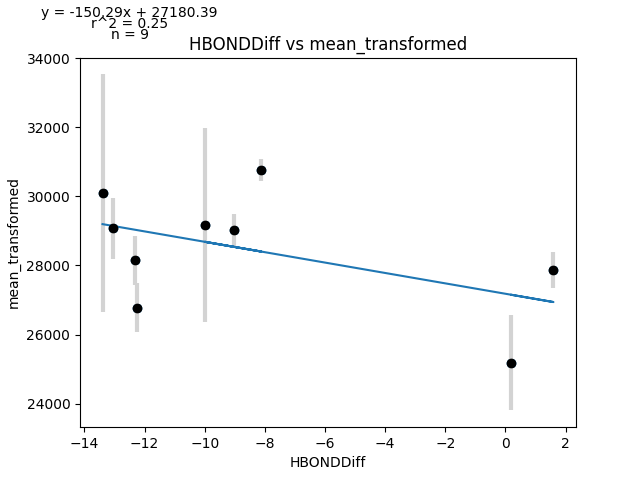 y = -150.29x + 27180.39
r^2 = 0.25
n = 9
HBONDDiff vs mean_transformed
34000
32000
30000
28000
26000
24000
mean_transformed
−14
−12
−10
−8
−6
−4
−2
0
2
HBONDDiff